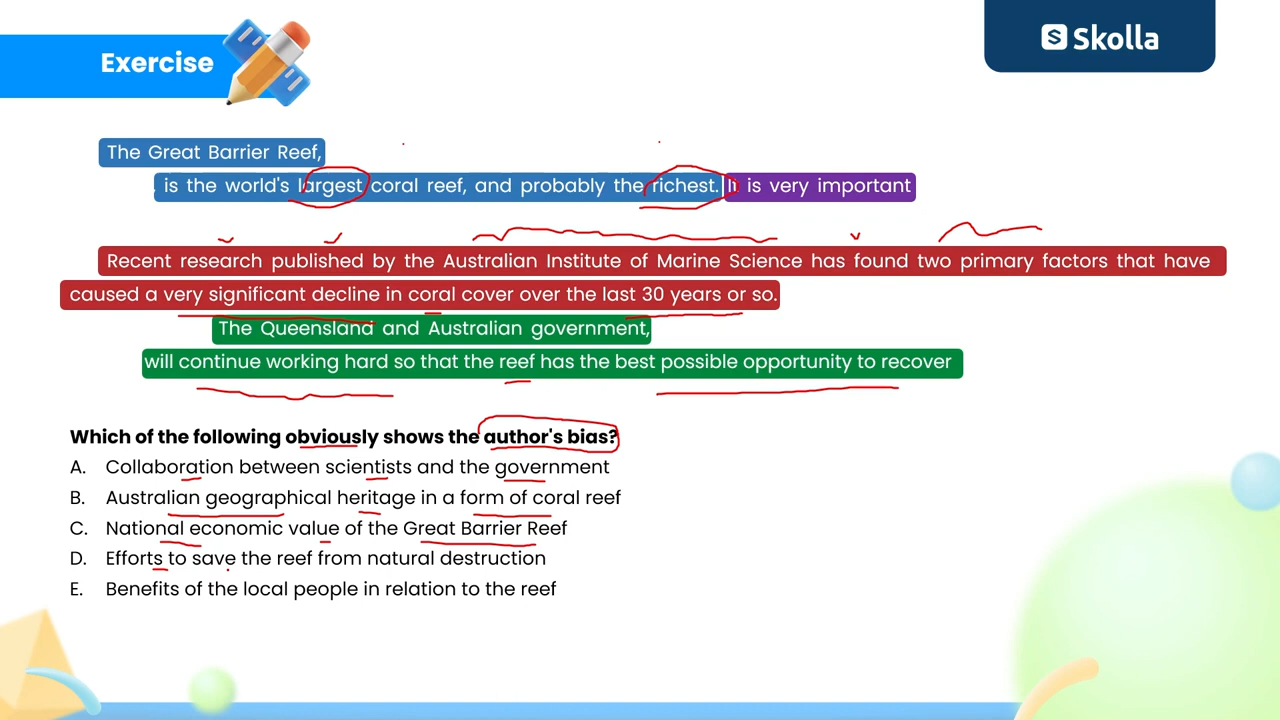 Exercise
Skolla
The Great Barrier Reef,
, is the world's largest coral reef, and probably the richest. It is very important
Recent research published by the Australian Institute of Marine Science has found two primary factors that have
caused a very significant decline in coral cover over the last 30 years or so.
The Queensland and Australian government,
will continue working hard so that the reef has the best possible opportunity to recover
Which of the following obviously shows the author's bias?
A. Collaboration between scientists and the government
B. Australian geographical heritage in a form of coral reef
C. National economic value of the Great Barrier Reef
D. Efforts to save the reef from natural destruction
E. Benefits of the local people in relation to the reef